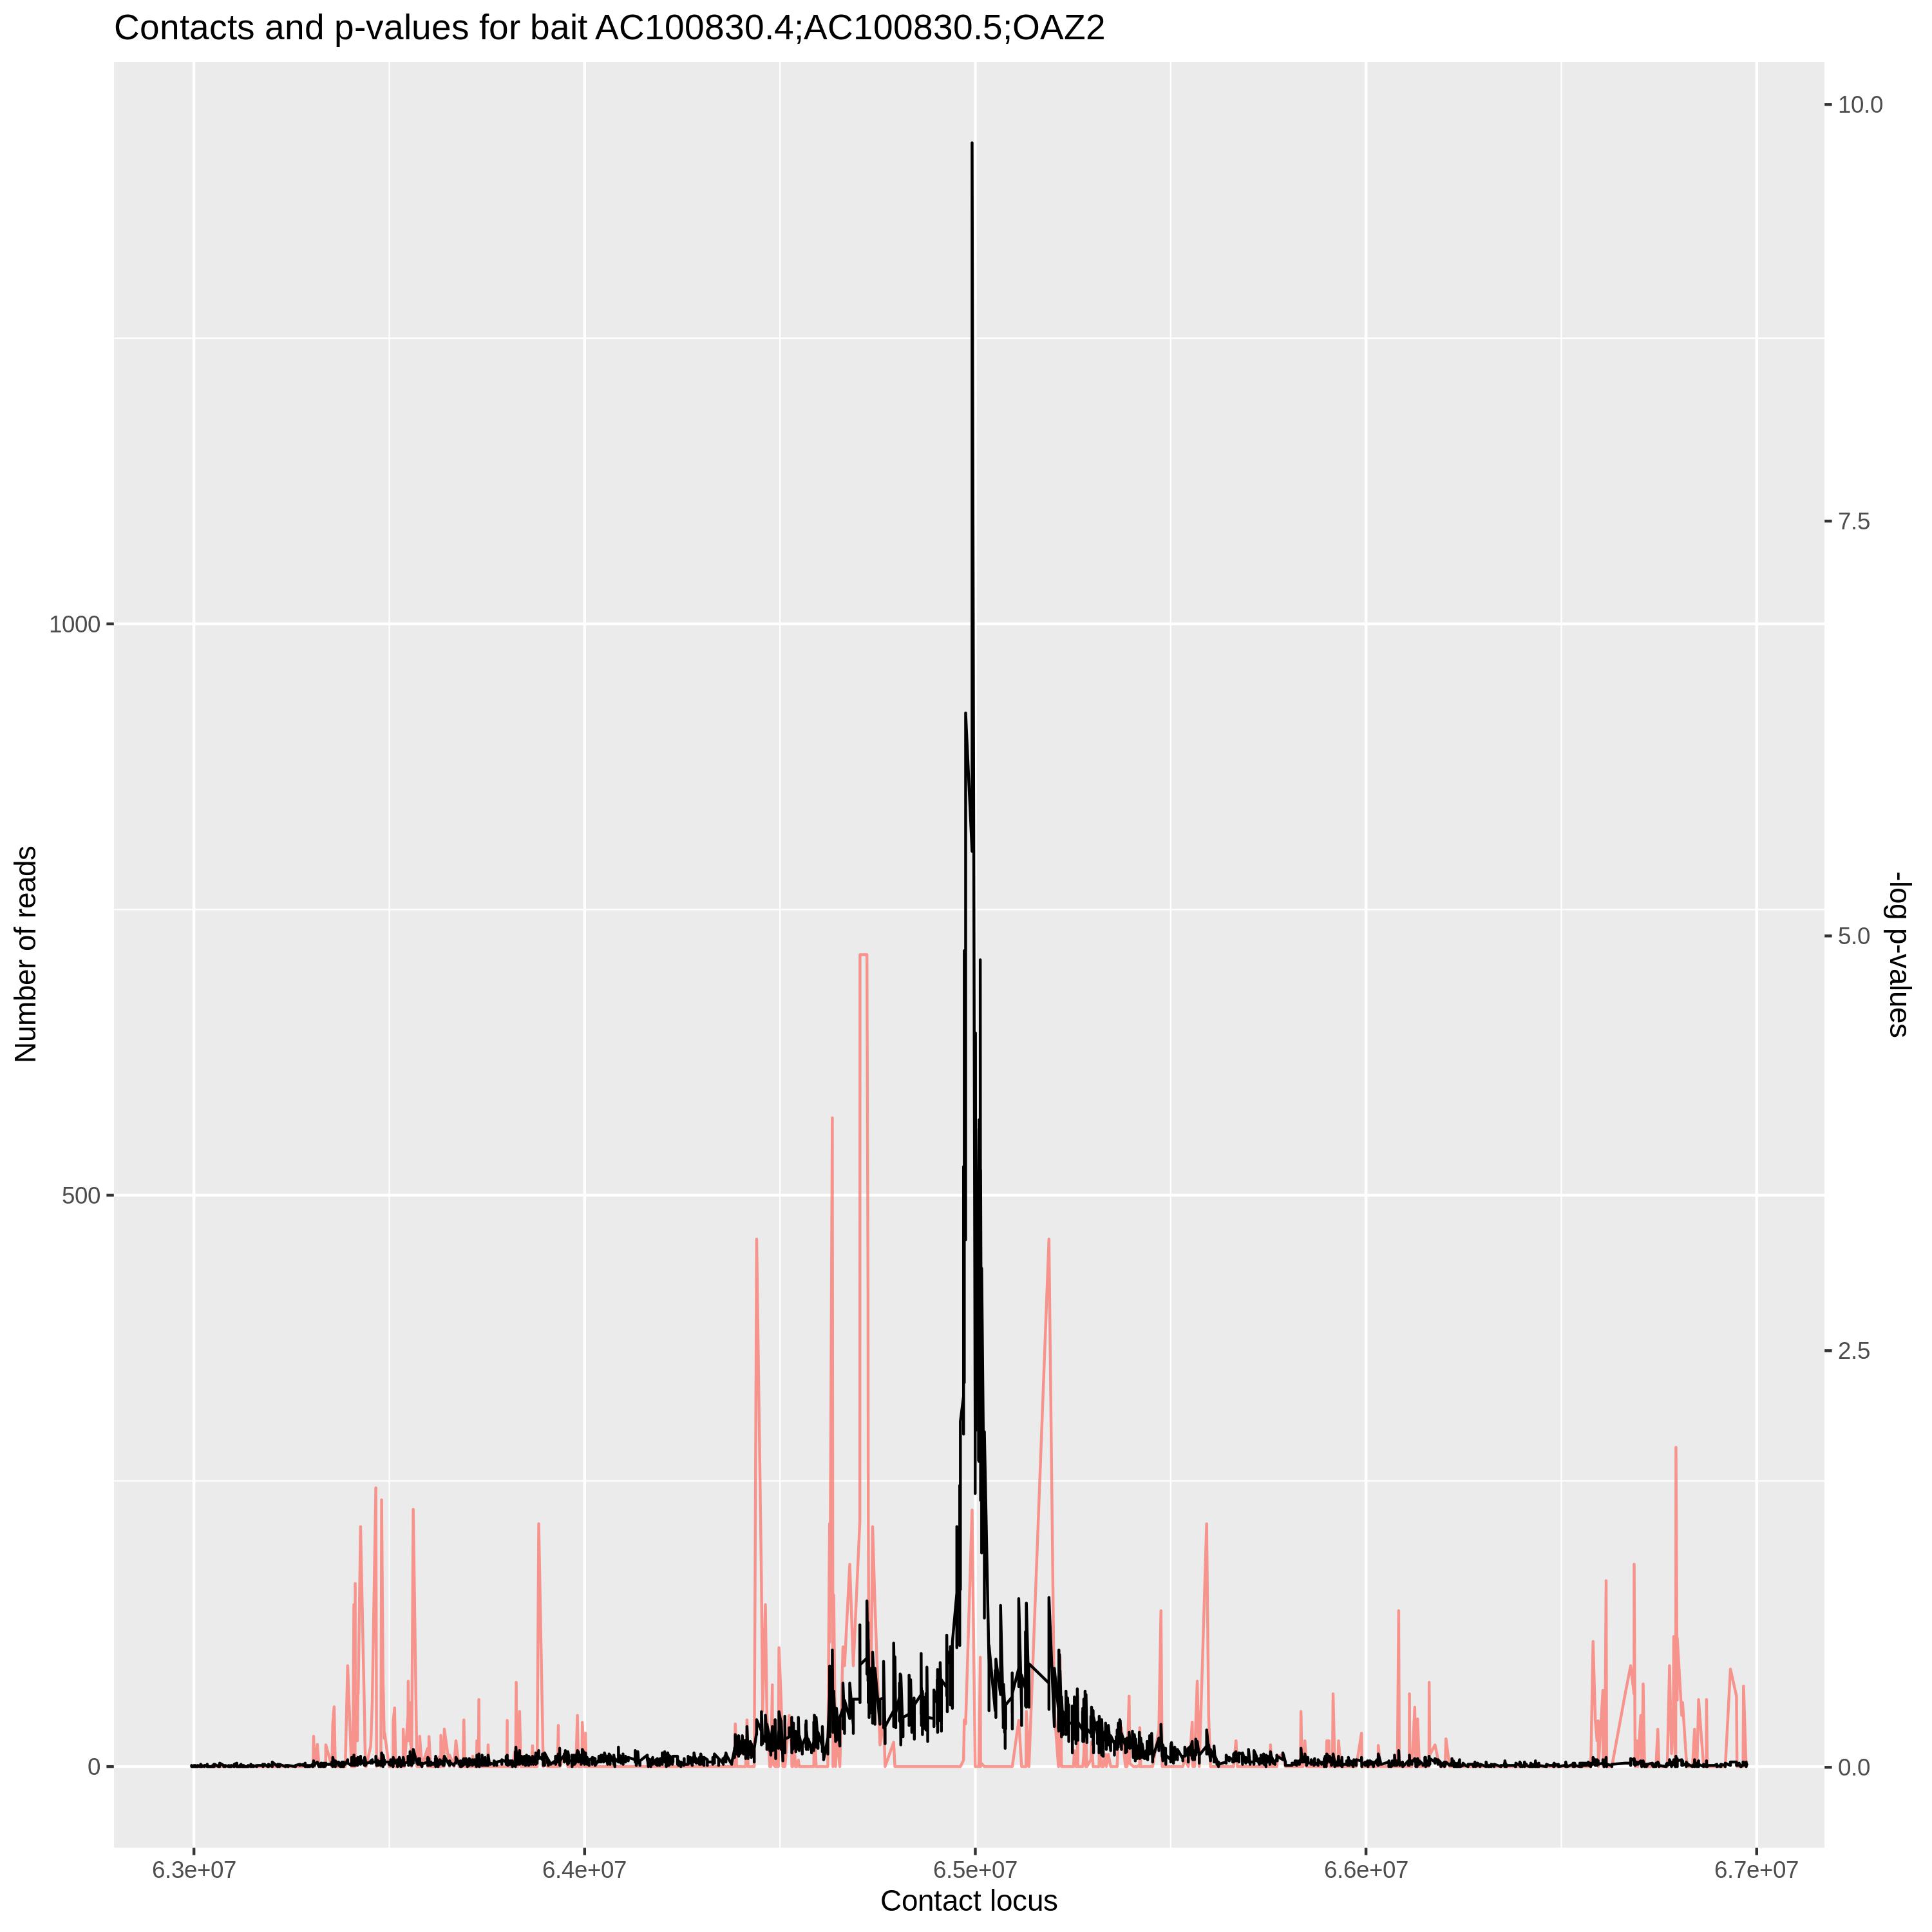 Contacts and p-values for bait AC100830.4;AC100830.5;OAZ2
10.0
7.5
1000
5.0
Number of reads
-log p-values
500
2.5
0
0.0
6.3e+07
6.4e+07
6.5e+07
6.6e+07
6.7e+07
Contact locus